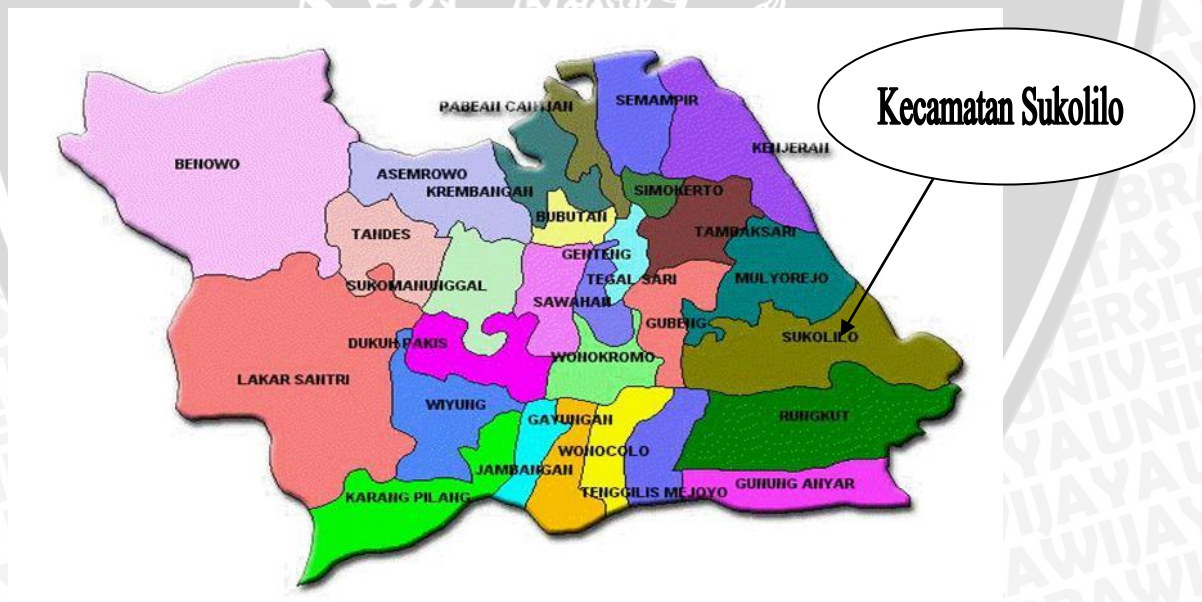 Kecamatan Sukolilo
PABEAN CANTIAN
SEMAMPIR
KENJERAN
BENOWO
ASEMROWO
KREMBANGAN
SIMOKERTO
BUBUTAN
TANDES
TAMBAKSARI
GENTENG
TEGAL SARI
MULYOREJO
SUKOMANUNGGAL
SAWAHAN
GUBENG
SUKOLILO
DUKUH PAKIS
WONOKROMO
LAKAR SANTRI
WIYUNG
GAYUNGAN
RUNGKUT
WONOCOLO
JAMBANGAN
GUNUNG ANYAR
KARANG PILANG
TENGGILIS MEJOYO